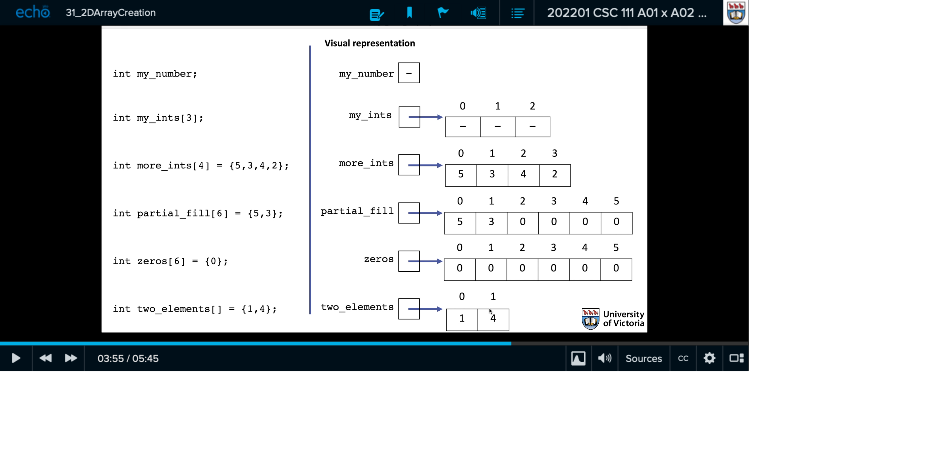 echo 31_2DArrayCreation 202201 CSC 111 A01 x A02 ...
Visual representation
int my_number; my_number –
0 1 2
int my_ints[3]; my_ints – – –
0 1 2 3
int more_ints[4] = {5,3,4,2}; more_ints 5 3 4 2
0 1 2 3 4 5
int partial_fill[6] = {5,3}; partial_fill 5 3 0 0 0 0
0 1 2 3 4 5
int zeros[6] = {0}; zeros 0 0 0 0 0 0
0 1
int two_elements[] = {1,4}; two_elements 1 4
University
of Victoria
03:55 / 05:45 Sources CC